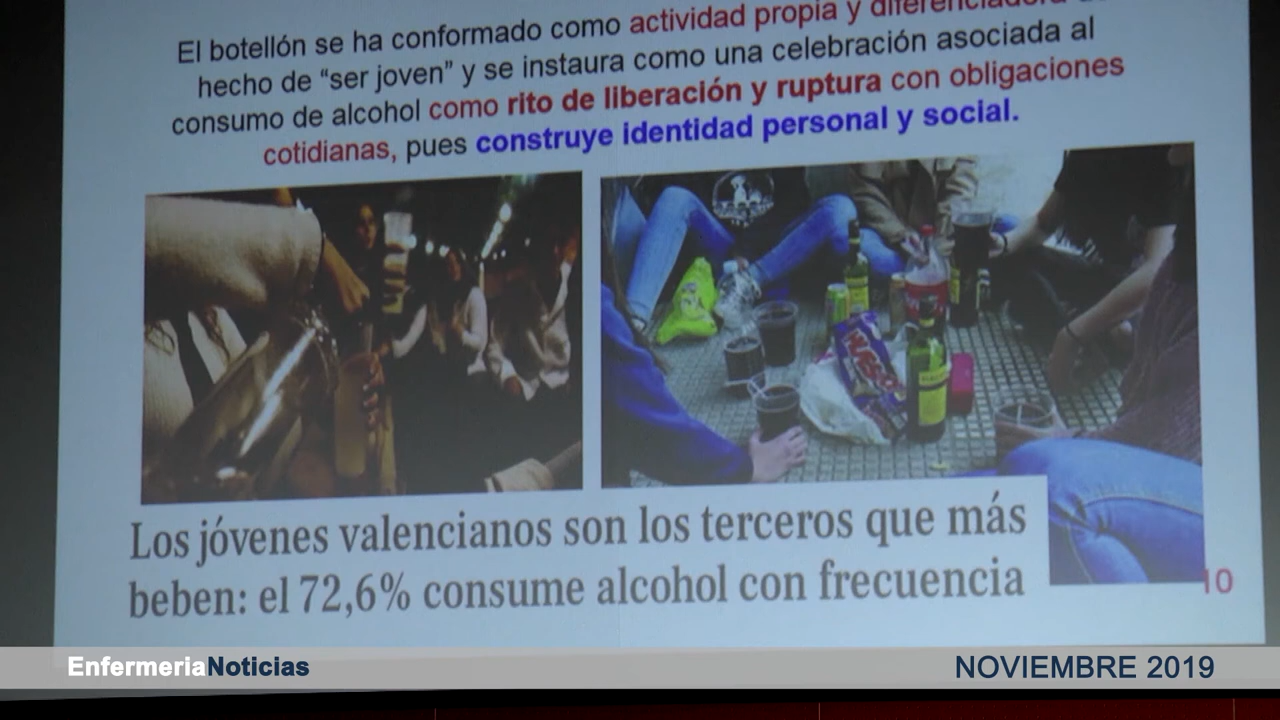 El botellón se ha conformado como actividad propia y diferenciadora
hecho de “ser joven” y se instaura como una celebración asociada al
consumo de alcohol como rito de liberación y ruptura con obligaciones
cotidianas, pues construye identidad personal y social.
Los jóvenes valencianos son los terceros que más
beben: el 72,6% consume alcohol con frecuencia
10
EnfermeriaNoticias
NOVIEMBRE 2019